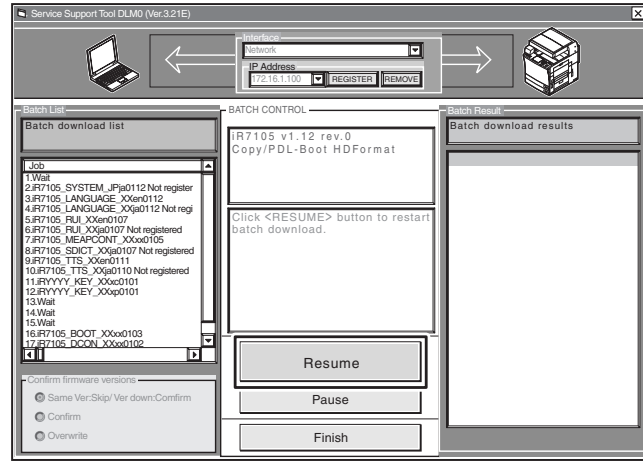 Service Support Tool DLM0 (Ver.3.21E)
Interface
Network
IP Address
172.16.1.100
REGISTER
REMOVE
Batch List
Batch download list
Job
1.Wait
2.iR7105_SYSTEM_JPja0112 Not register
3.iR7105_LANGUAGE_XXen0112
4.iR7105_LANGUAGE_XXja0112 Not regi
5.iR7105_RUI_XXen0107
6.iR7105_RUI_XXja0107 Not registered
7.iR7105_MEAPCONT_XXxx0105
8.iR7105_SDICT_XXja0107 Not registered
9.iR7105_TTS_XXen0111
10.iR7105_TTS_XXja0110 Not registered
11.iRYYYY_KEY_XXxc0101
12.iRYYYY_KEY_XXxp0101
13.Wait
14.Wait
15.Wait
16.iR7105_BOOT_XXxx0103
17.iR7105_DCON_XXxx0102
Confirm firmware versions
Same Ver:Skip/ Ver down:Comfirm
Confirm
Overwrite
BATCH CONTROL
iR7105 v1.12 rev.0
Copy/PDL-Boot HDFormat
Click <RESUME> button to restart
batch download.
Resume
Pause
Finish
Batch Result
Batch download results